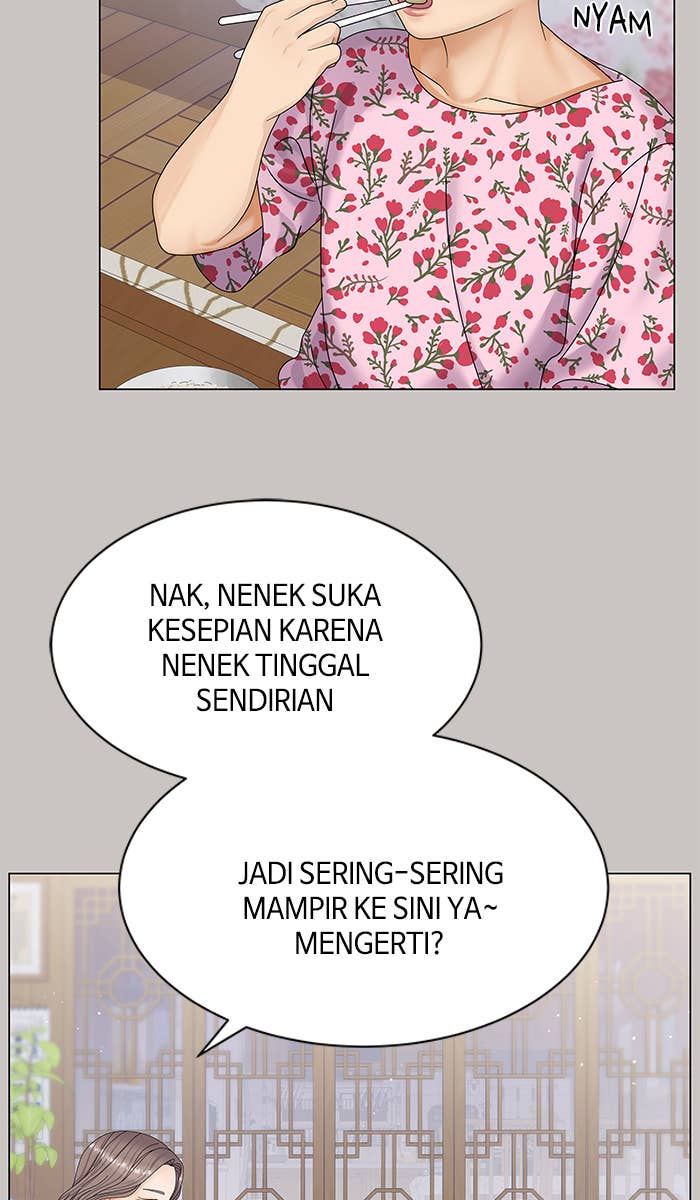 NYAM
NAK, NENEK SUKA
KESEPIAN KARENA
NENEK TINGGAL
SENDIRIAN
JADI SERING-SERING
MAMPIR KE SINI YA~
MENGERTI?